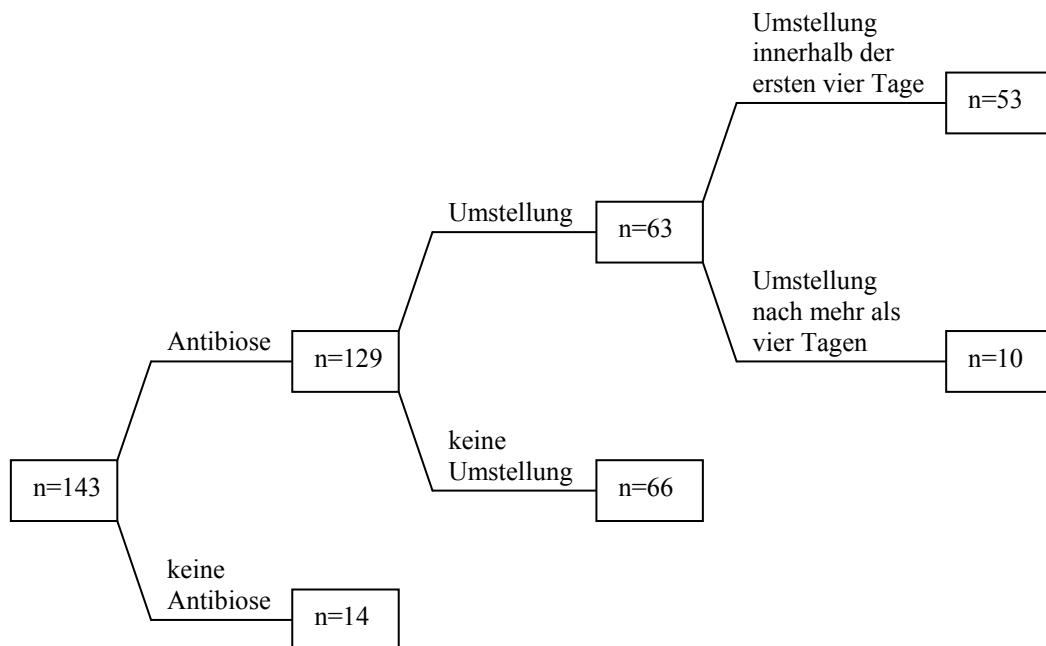 Umstellung
innerhalb der
ersten vier Tage
n=53
Umstellung
n=63
Umstellung
nach mehr als
vier Tagen
n=10
Antibiose
n=129
keine
Umstellung
n=66
n=143
keine
Antibiose
n=14